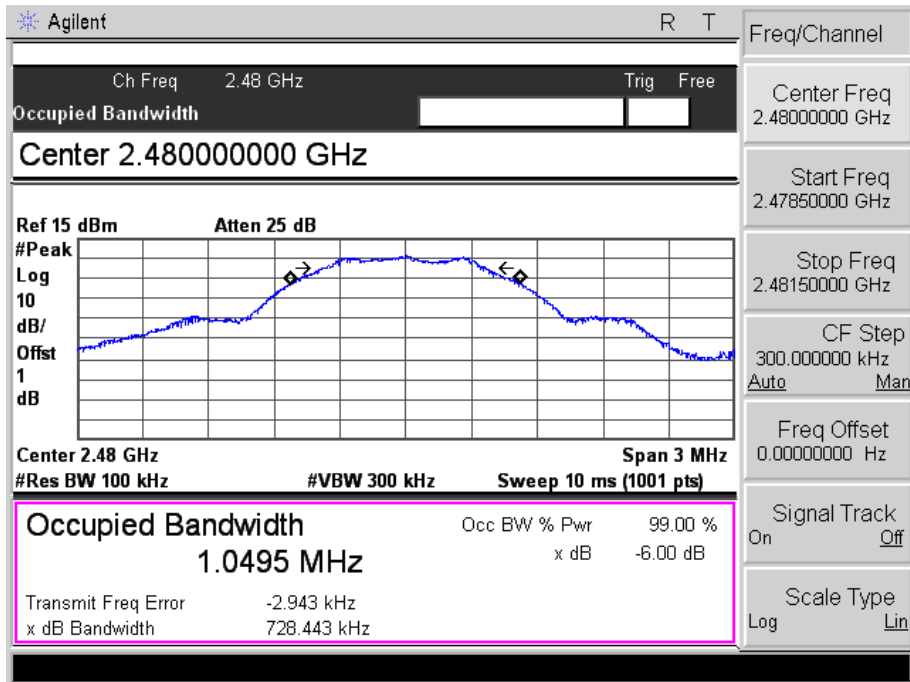 Agilent R T
Ch Freq 2.48 GHz Trig Free
Occupied Bandwidth
Center 2.480000000 GHz
Ref 15 dBm Atten 25 dB
#Peak
Log
10
dB/
Offst
1
dB
Center 2.48 GHz Span 3 MHz
#Res BW 100 kHz #VBW 300 kHz Sweep 10 ms (1001 pts)
Occupied Bandwidth Occ BW % Pwr 99.00 %
1.0495 MHz x dB -6.00 dB
Transmit Freq Error -2.943 kHz
x dB Bandwidth 728.443 kHz
Freq/Channel
Center Freq
2.48000000 GHz
Start Freq
2.47850000 GHz
Stop Freq
2.48150000 GHz
CF Step
300.000000 kHz
Auto Man
Freq Offset
0.00000000 Hz
Signal Track
On Off
Scale Type
Log Lin